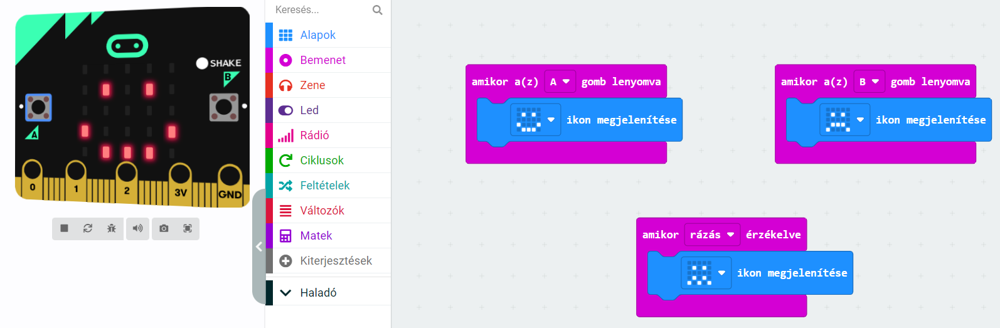 SHAKE
B
A
0
1
2
3V
GND
Keresés...
Alapok
Bemenet
Zene
Led
Rádió
Ciklusok
Feltételek
Változók
Matek
Kiterjesztések
Haladó
amikor a(z) A gomb lenyomva
ikon megjelenítése
amikor a(z) B gomb lenyomva
ikon megjelenítése
amikor rázás érzékelve
ikon megjelenítése